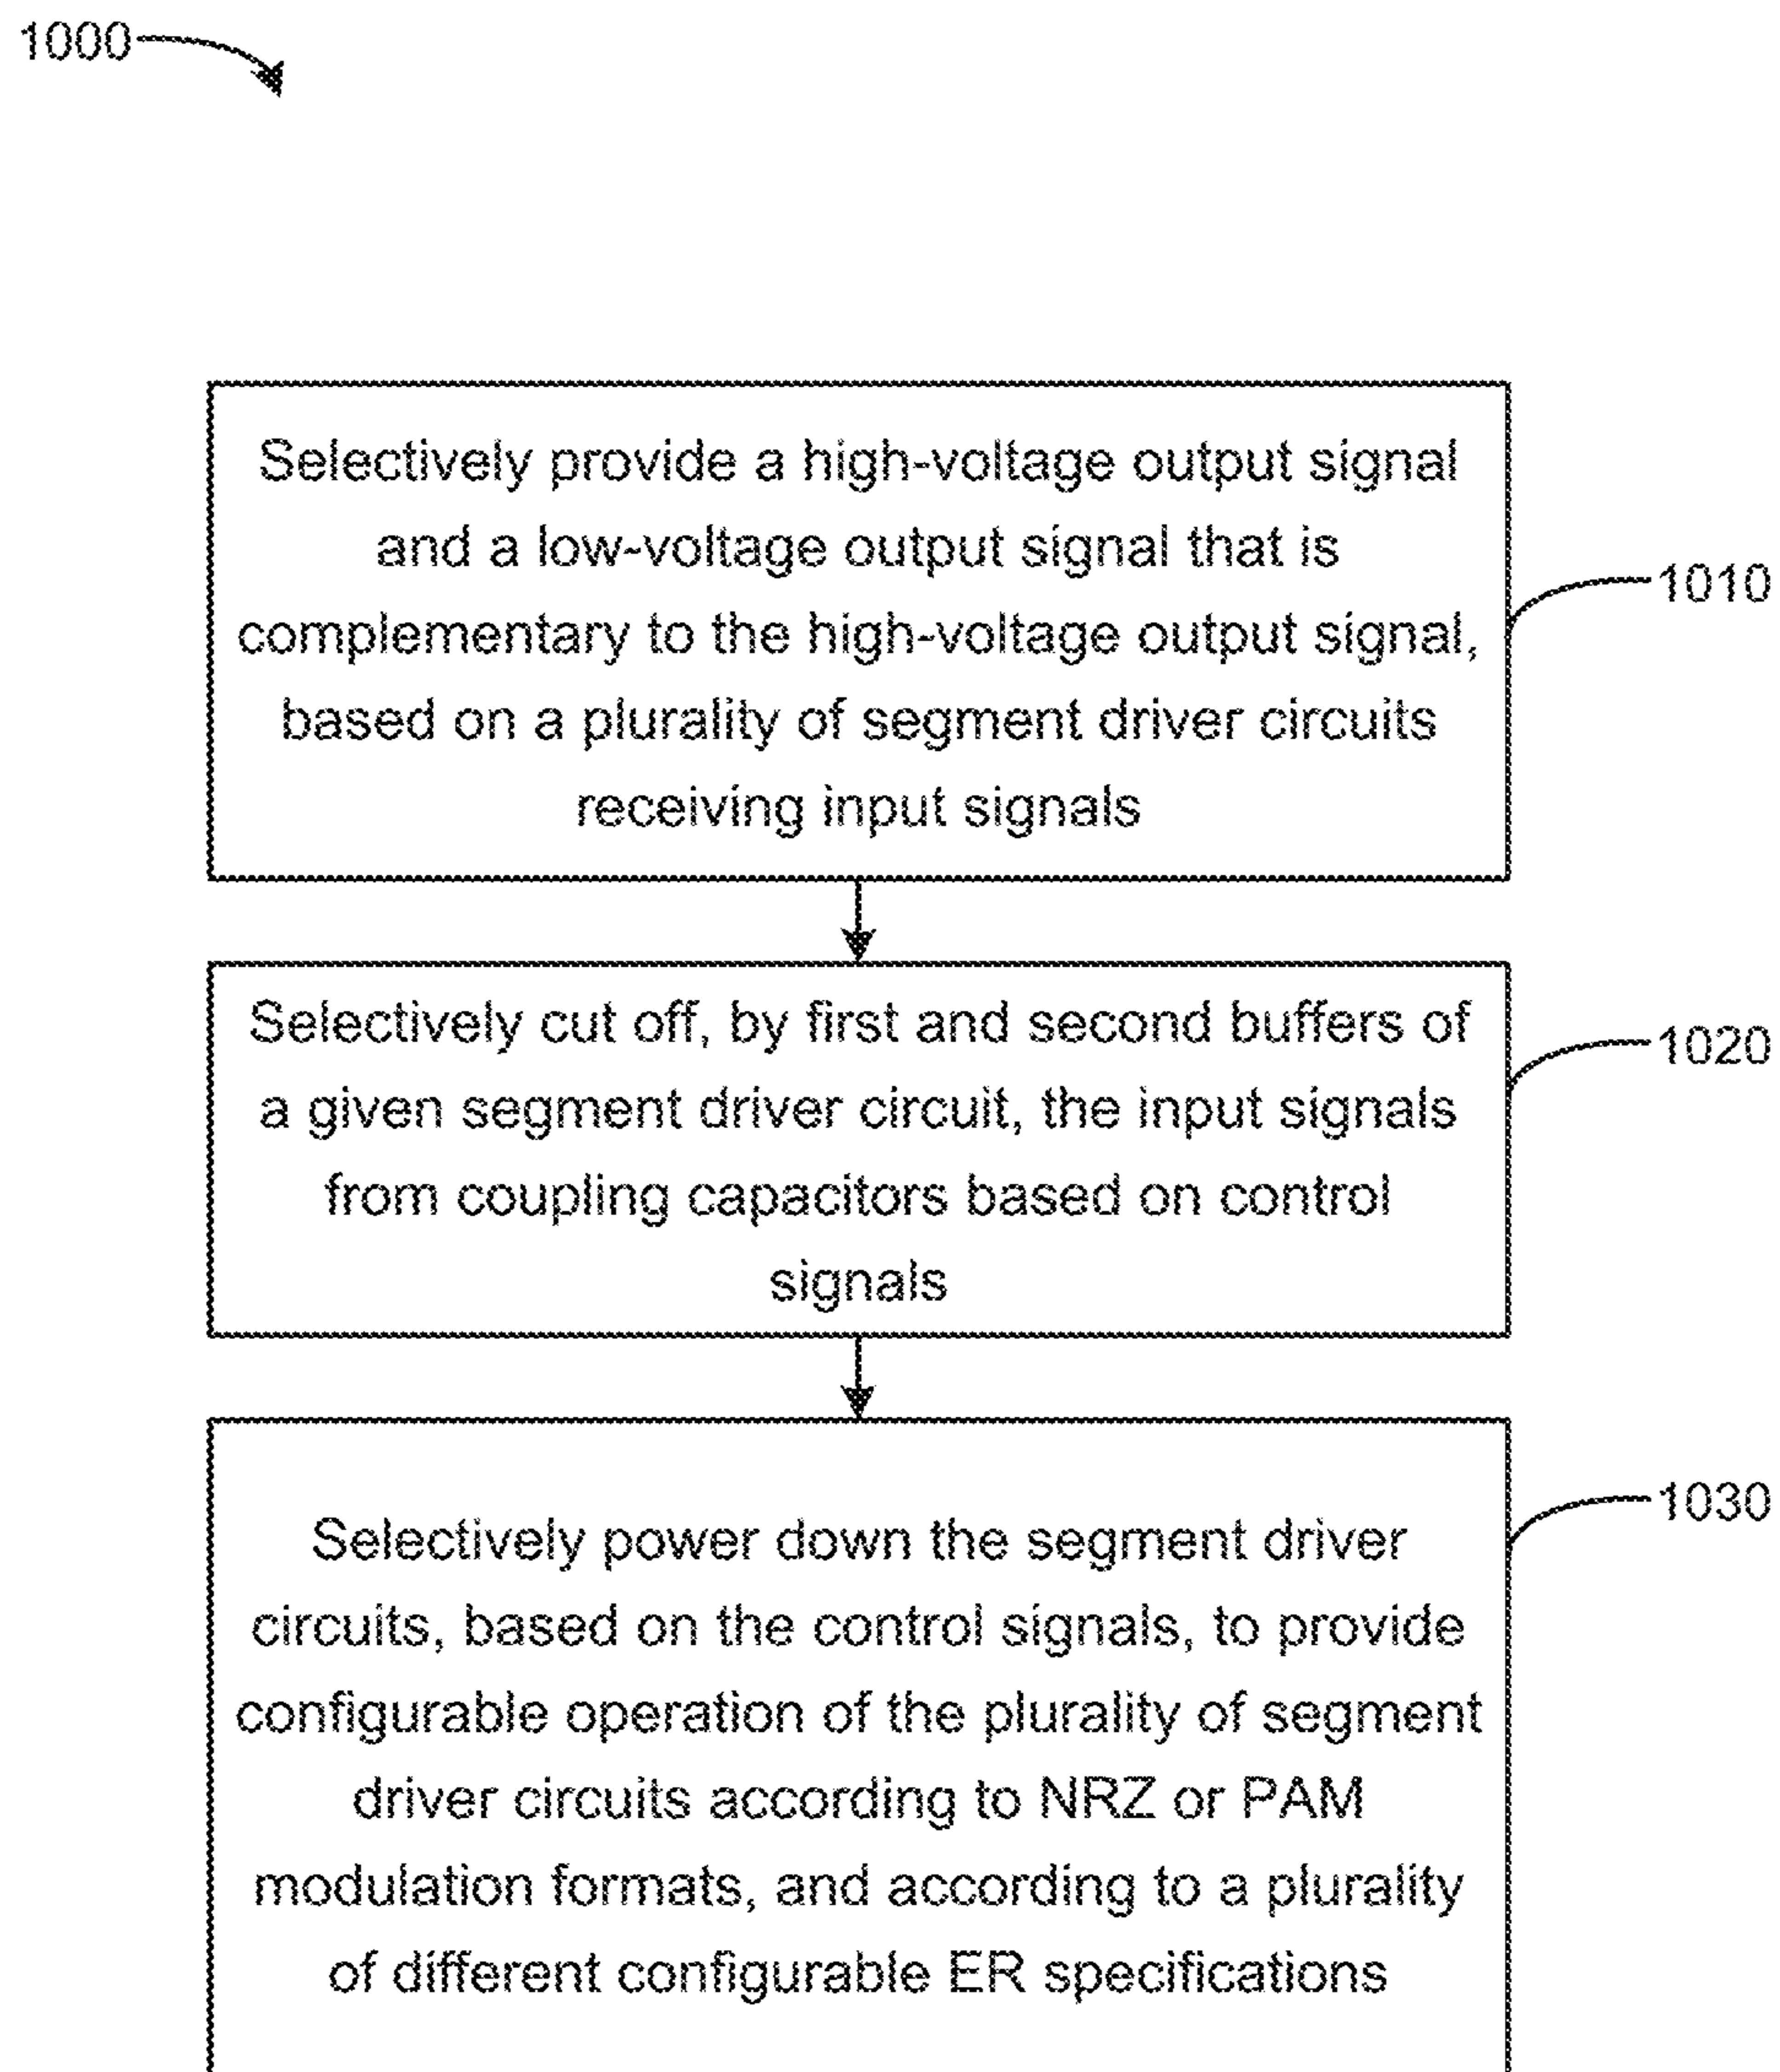 1000
Selectively provide a high-voltage output signal
and a low-voltage output signal that is
complementary to the high-voltage output signal,
based on a plurality of segment driver circuits
receiving input signals
1010
Selectively cut off, by first and second buffers of
a given segment driver circuit, the input signals
from coupling capacitors based on control
signals
1020
Selectively power down the segment driver
circuits, based on the control signals, to provide
configurable operation of the plurality of segment
driver circuits according to NRZ or PAM
modulation formats, and according to a plurality
of different configurable ER specifications
1030